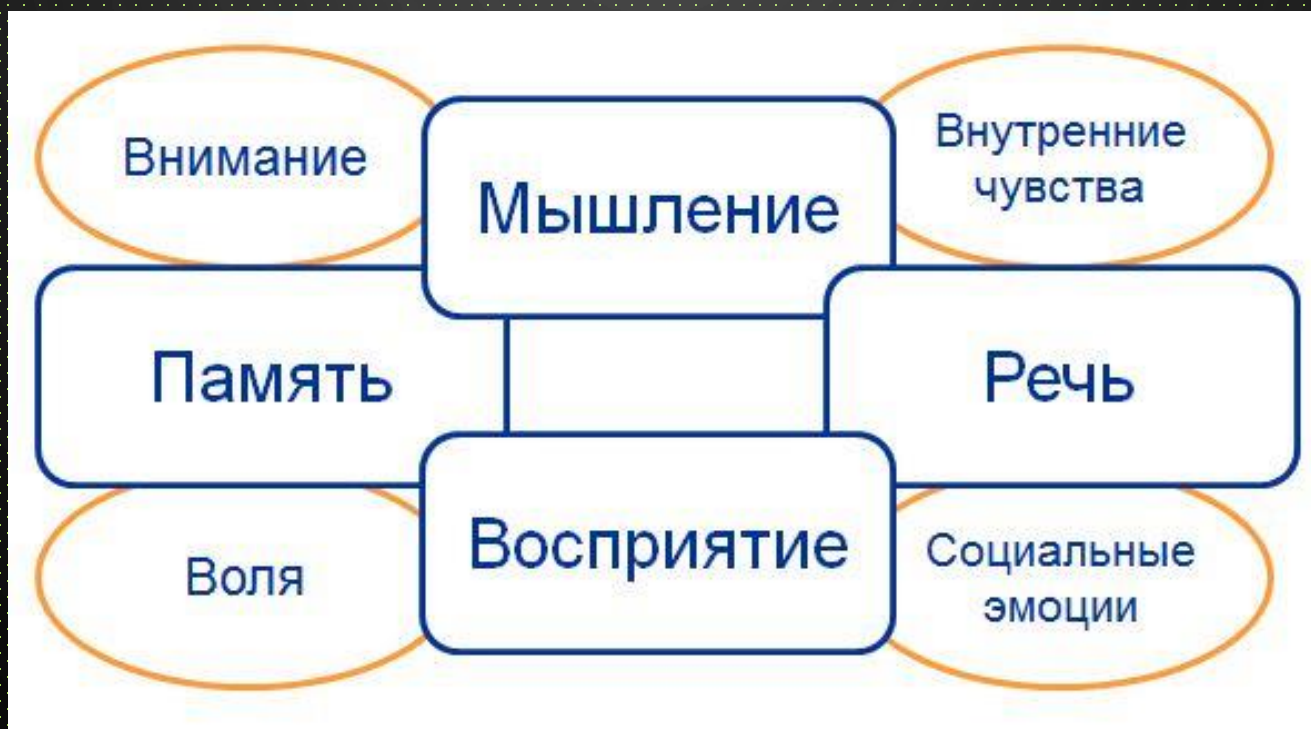 Внимание
Мышление
Внутренние
чувства
Память
Речь
Воля
Восприятие
Социальные
эмоции